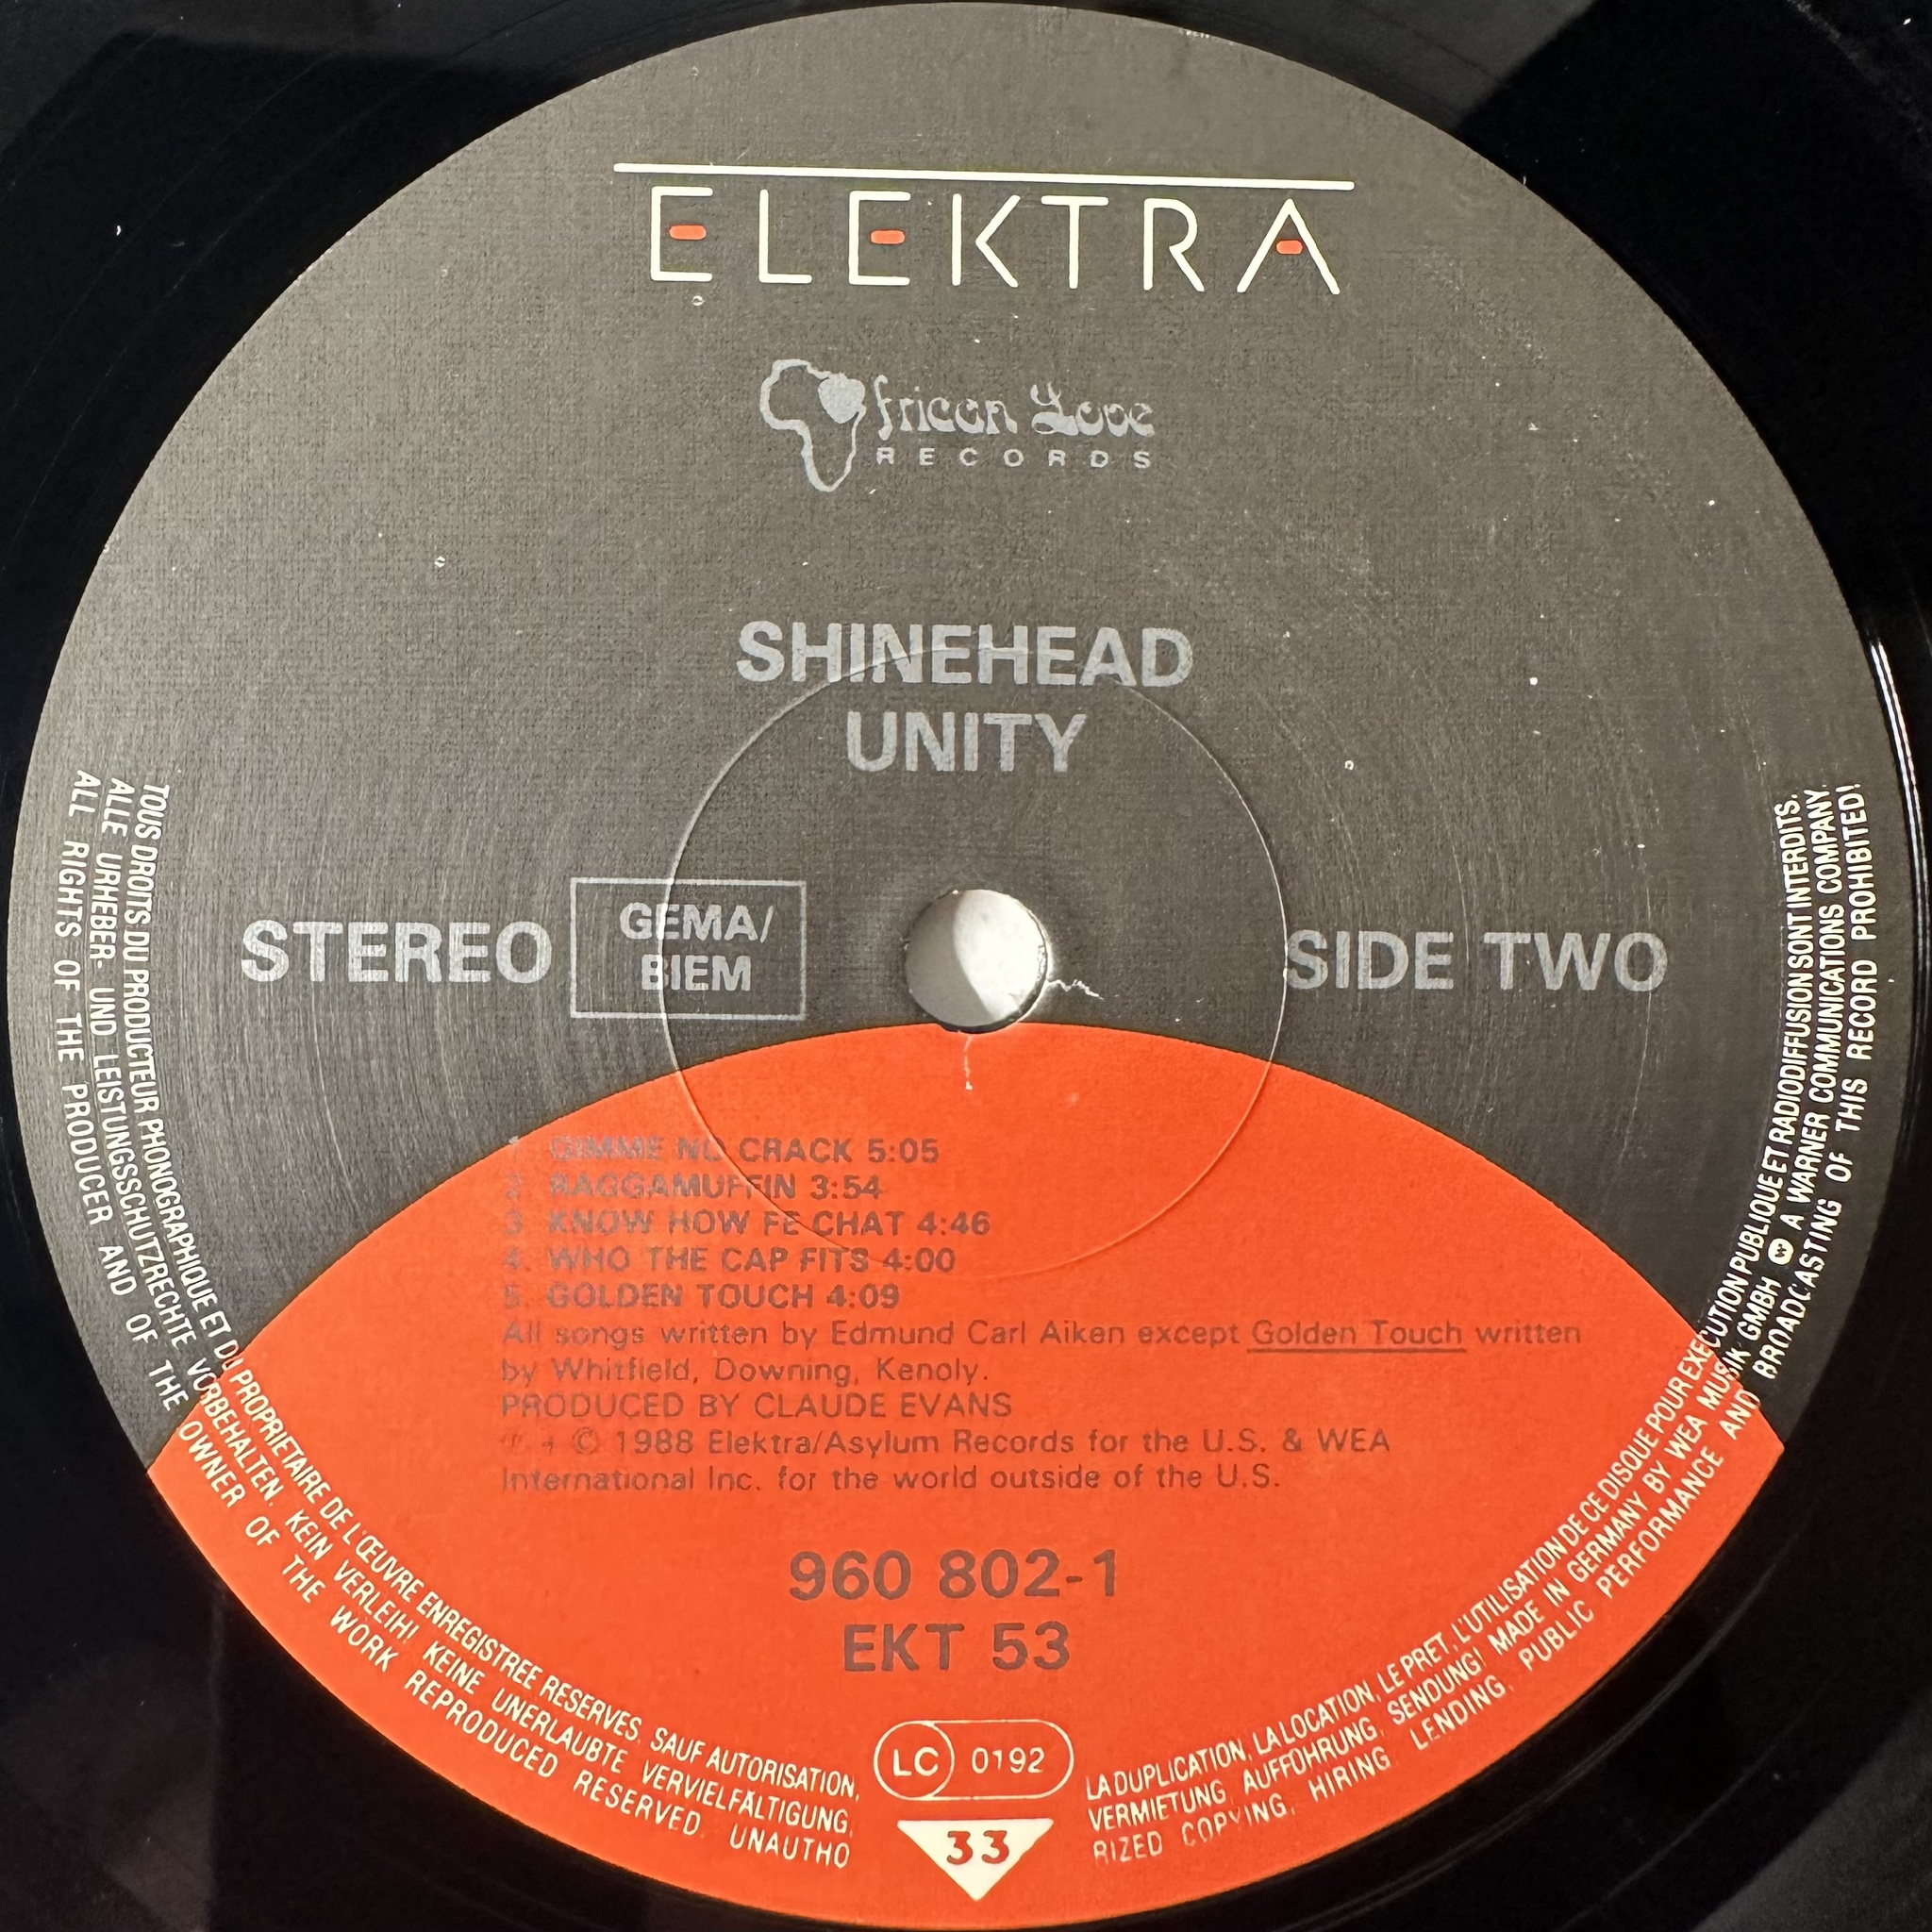 ELEKTRA
African Love
RECORDS
SHINEHEAD
UNITY
STEREO
GEMA/
BIEM
SIDE TWO
1. GIMME NO CRACK 5:05
2. RAGGAMUFFIN 3:54
3. KNOW HOW FE CHAT 4:46
4. WHO THE CAP FITS 4:00
5. GOLDEN TOUCH 4:09
All songs written by Edmund Carl Aiken except Golden Touch written
by Whitfield, Downing, Kenoly.
PRODUCED BY CLAUDE EVANS
℗ + © 1988 Elektra/Asylum Records for the U.S. & WEA
International Inc. for the world outside of the U.S.
960 802-1
EKT 53
LC 0192
33
TOUS DROITS DU PRODUCTEUR PHONOGRAPHIQUE ET DU PROPRIETAIRE DE L'ŒUVRE ENREGISTREE RESERVES. SAUF AUTORISATION, LA DUPLICATION, LA LOCATION, LE PRET, L'UTILISATION DE CE DISQUE POUR EXECUTION PUBLIQUE ET RADIODIFFUSION SONT INTERDITS.
ALLE URHEBER- UND LEISTUNGSSCHUTZRECHTE VORBEHALTEN. KEIN VERLEIH! KEINE UNERLAUBTE VERVIELFÄLTIGUNG, VERMIETUNG, AUFFÜHRUNG, SENDUNG! MADE IN GERMANY BY WEA MUSIK GMBH W A WARNER COMMUNICATIONS COMPANY.
ALL RIGHTS OF THE PRODUCER AND OF THE OWNER OF THE WORK REPRODUCED RESERVED. UNAUTHORIZED COPYING, HIRING, LENDING, PUBLIC PERFORMANCE AND BROADCASTING OF THIS RECORD PROHIBITED!